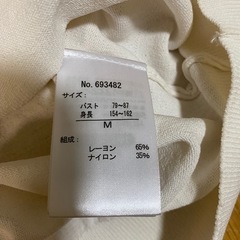 No. 693482
サイズ:
バスト 79~87
身長 154~162
M
組成:
レーヨン 65%
ナイロン 35%